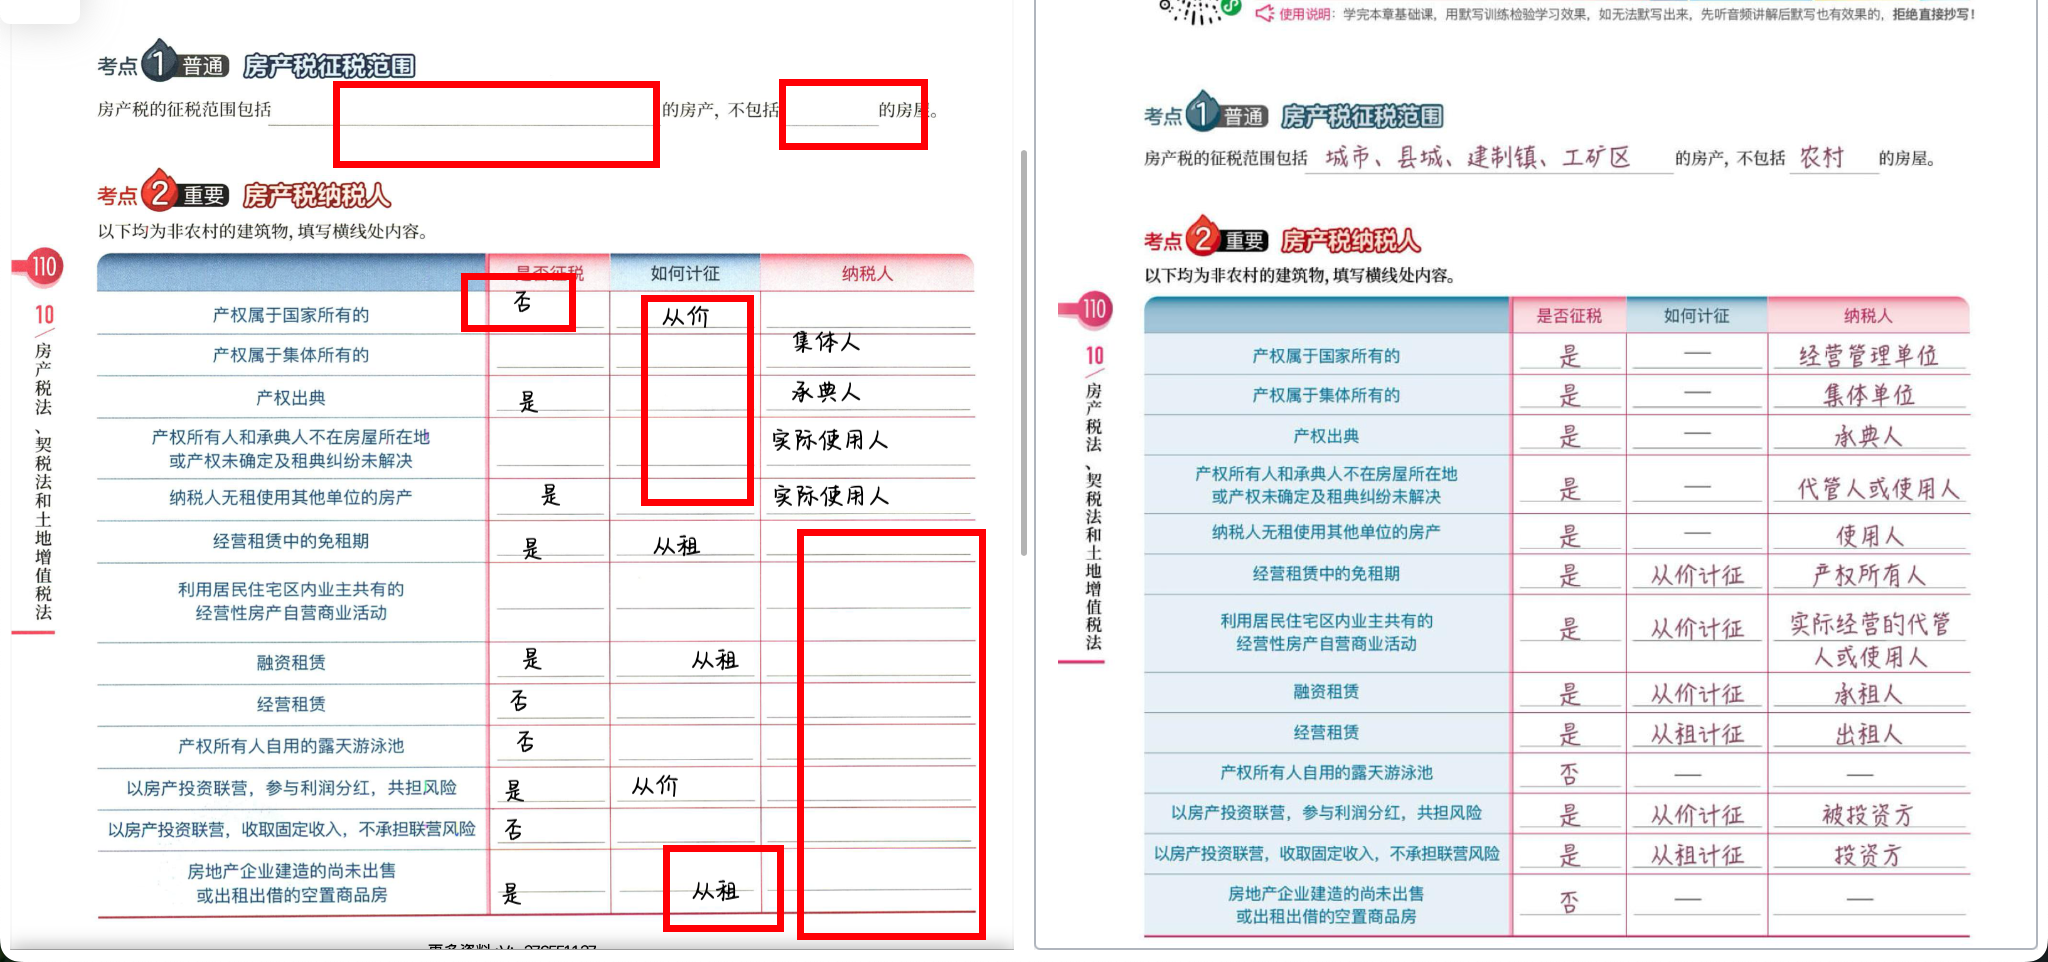 考点 1 普通 房产税征税范围
房产税的征税范围包括 的房产，不包括 的房屋。
考点 2 重要 房产税纳税人
以下均为非农村的建筑物，填写横线处内容。
是否征税 如何计征 纳税人
产权属于国家所有的 否 从价
产权属于集体所有的 集体人
产权出典 是 承典人
产权所有人和承典人不在房屋所在地 实际使用人
或产权未确定及租典纠纷未解决
纳税人无租使用其他单位的房产 是 实际使用人
经营租赁中的免租期 是 从租
利用居民住宅区内业主共有的
经营性房产自营商业活动
融资租赁 是 从租
经营租赁 否
产权所有人自用的露天游泳池 否
以房产投资联营，参与利润分红，共担风险 是 从价
以房产投资联营，收取固定收入，不承担联营风险 否
房地产企业建造的尚未出售
或出租出借的空置商品房 是 从租
110
10
房产税法、契税法和土地增值税法
使用说明：学完本章基础课，用默写训练检验学习效果，如无法默写出来，先听音频讲解后默写也有效果的，拒绝直接抄写！
考点 1 普通 房产税征税范围
房产税的征税范围包括 城市、县城、建制镇、工矿区 的房产，不包括 农村 的房屋。
考点 2 重要 房产税纳税人
以下均为非农村的建筑物，填写横线处内容。
是否征税 如何计征 纳税人
产权属于国家所有的 是 — 经营管理单位
产权属于集体所有的 是 — 集体单位
产权出典 是 — 承典人
产权所有人和承典人不在房屋所在地
或产权未确定及租典纠纷未解决 是 — 代管人或使用人
纳税人无租使用其他单位的房产 是 — 使用人
经营租赁中的免租期 是 从价计征 产权所有人
利用居民住宅区内业主共有的 是 从价计征 实际经营的代管
经营性房产自营商业活动 人或使用人
融资租赁 是 从价计征 承租人
经营租赁 是 从租计征 出租人
产权所有人自用的露天游泳池 否 — —
以房产投资联营，参与利润分红，共担风险 是 从价计征 被投资方
以房产投资联营，收取固定收入，不承担联营风险 是 从租计征 投资方
房地产企业建造的尚未出售
或出租出借的空置商品房 否 — —
110
10
房产税法、契税法和土地增值税法